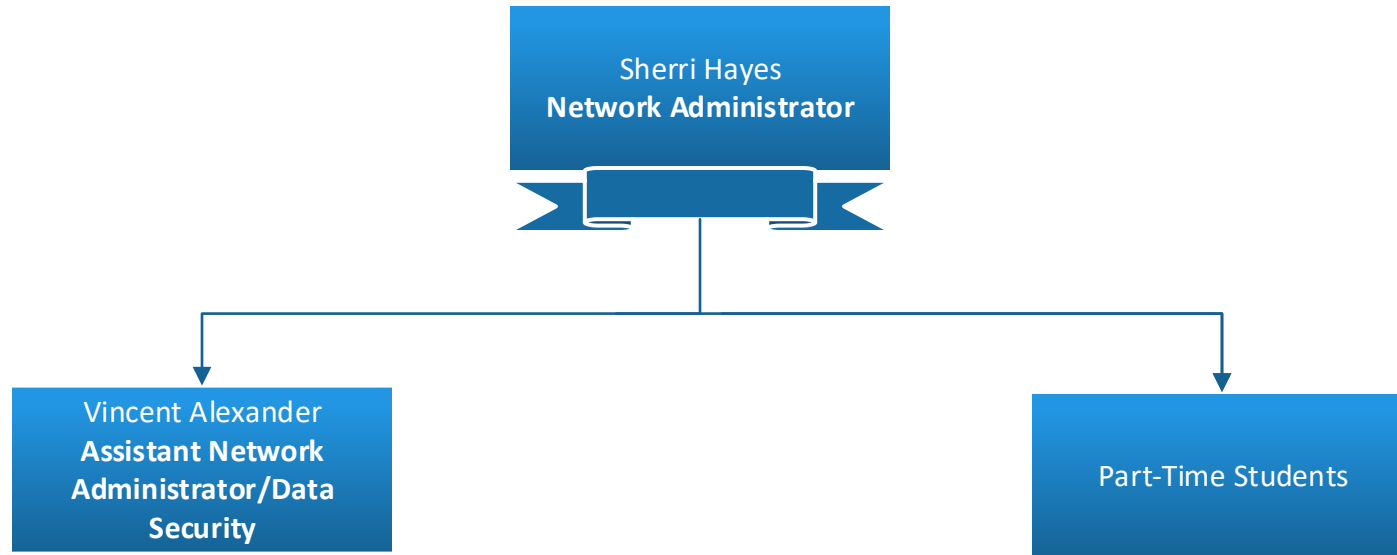 Sherri Hayes
Network Administrator
Vincent Alexander
Assistant Network
Administrator/Data
Security
Part-Time Students